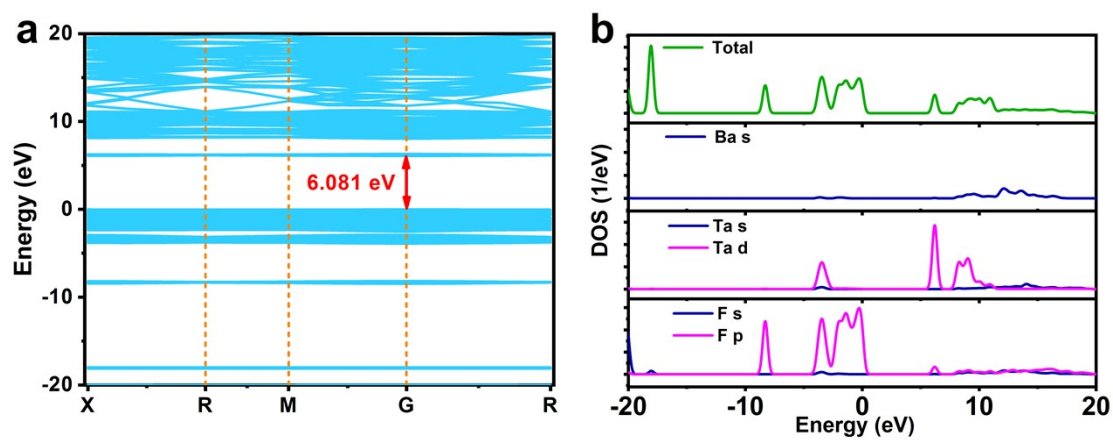 a
Energy (eV)
20
10
0
-10
-20
6.081 eV
X R M G R
b
DOS (1/eV)
Total
Ba s
Ta s
Ta d
F s
F p
-20 -10 0 10 20
Energy (eV)